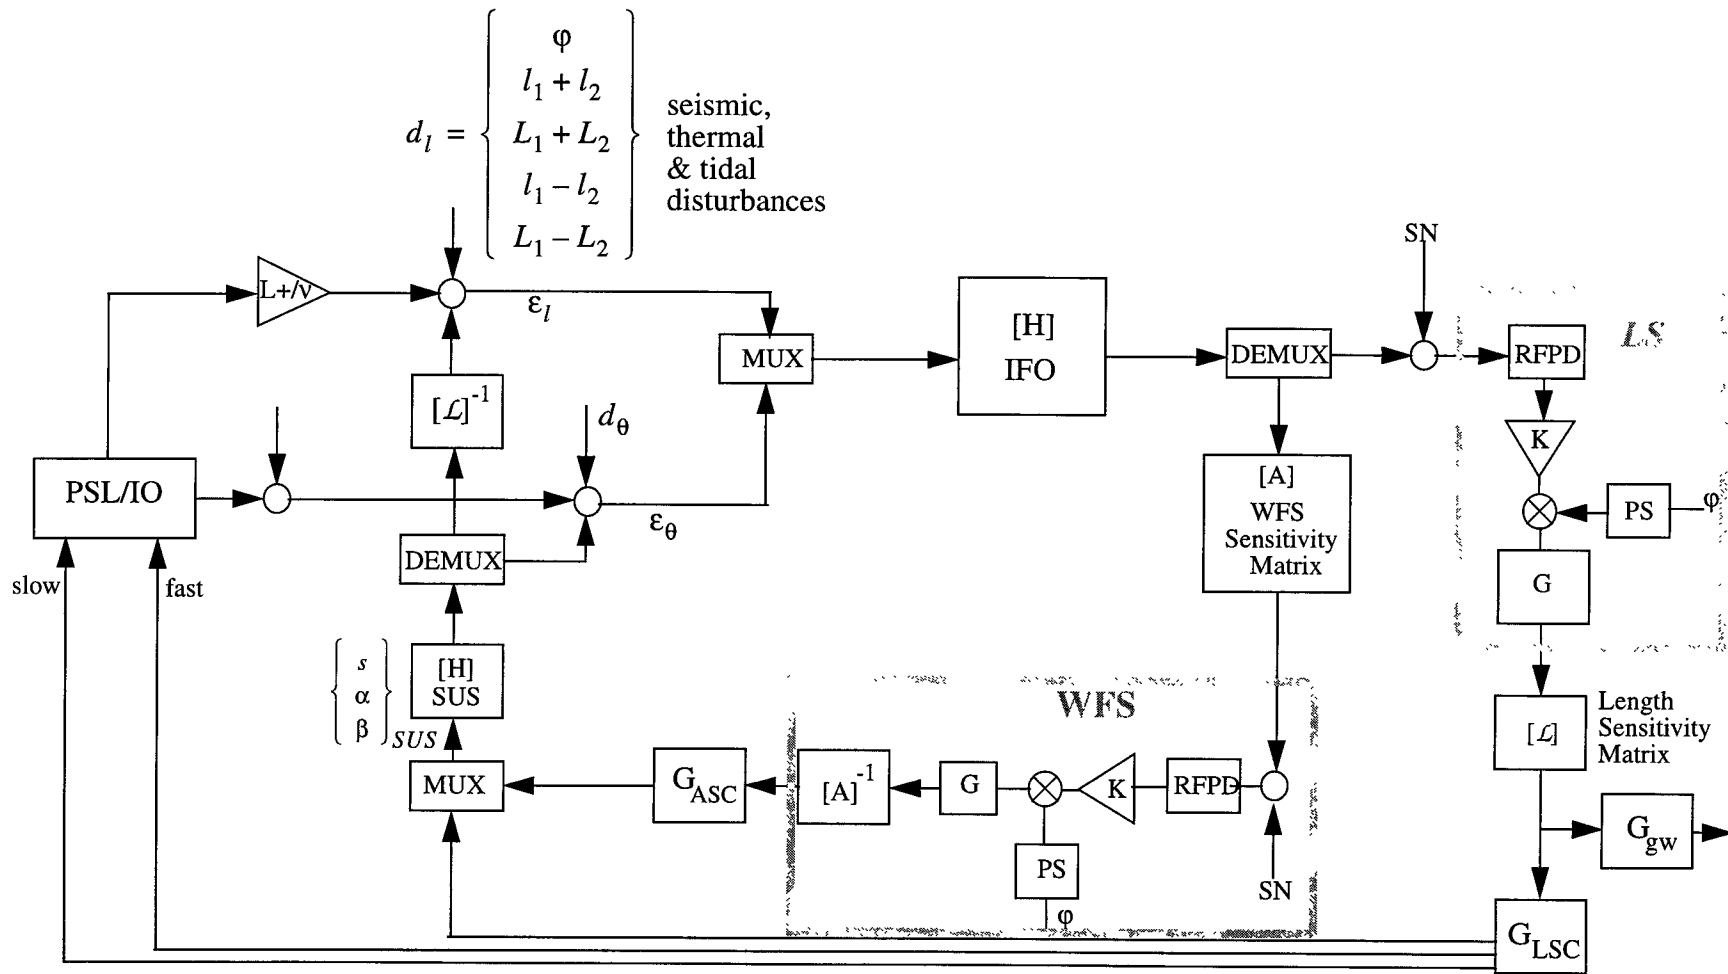 φ
l₁ + l₂
d_l = L₁ + L₂
l₁ – l₂
L₁ – L₂
seismic,
thermal
& tidal
disturbances
L+/ν
ε_l
MUX
[H]
IFO
DEMUX
SN
LS
RFPD
K
PS
φ
G
[ℒ]
Length
Sensitivity
Matrix
G_gw
G_LSC
[ℒ]⁻¹
d_θ
PSL/IO
ε_θ
DEMUX
slow
fast
[A]
WFS
Sensitivity
Matrix
s
α
β
SUS
[H]
SUS
MUX
WFS
G_ASC
[A]⁻¹
G
K
RFPD
PS
φ
SN